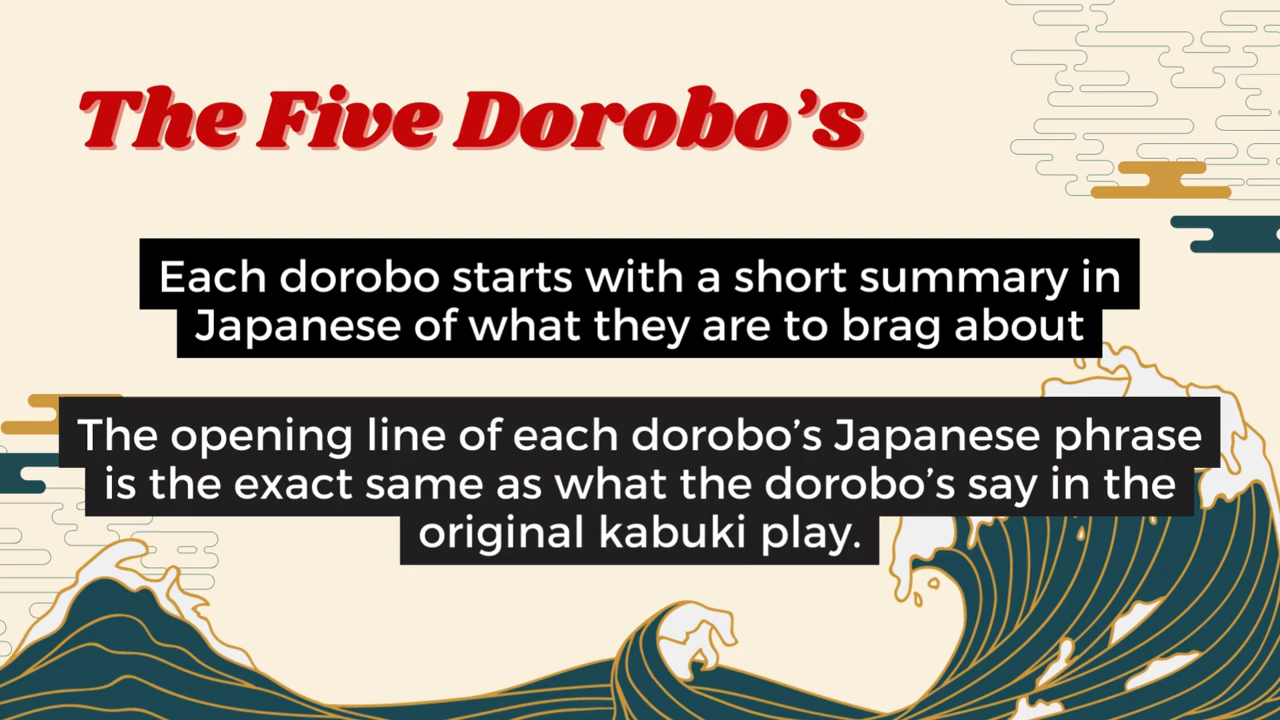 The Five Dorobo’s
Each dorobo starts with a short summary in
Japanese of what they are to brag about
The opening line of each dorobo’s Japanese phrase
is the exact same as what the dorobo’s say in the
original kabuki play.